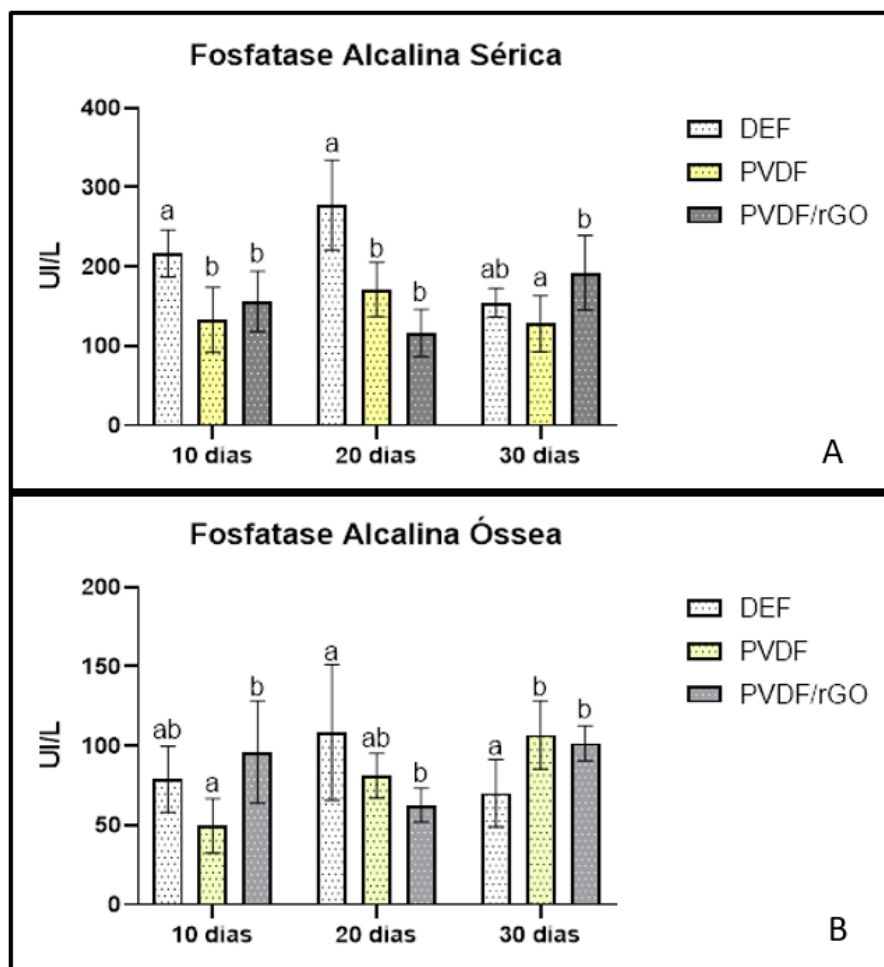 Fosfatase Alcalina Sérica
400
300
200
100
0
UI/L
a
b
b
a
b
b
ab
a
b
10 dias
20 dias
30 dias
DEF
PVDF
PVDF/rGO
A
Fosfatase Alcalina Óssea
200
150
100
50
0
UI/L
ab
a
b
a
ab
b
a
b
b
10 dias
20 dias
30 dias
DEF
PVDF
PVDF/rGO
B